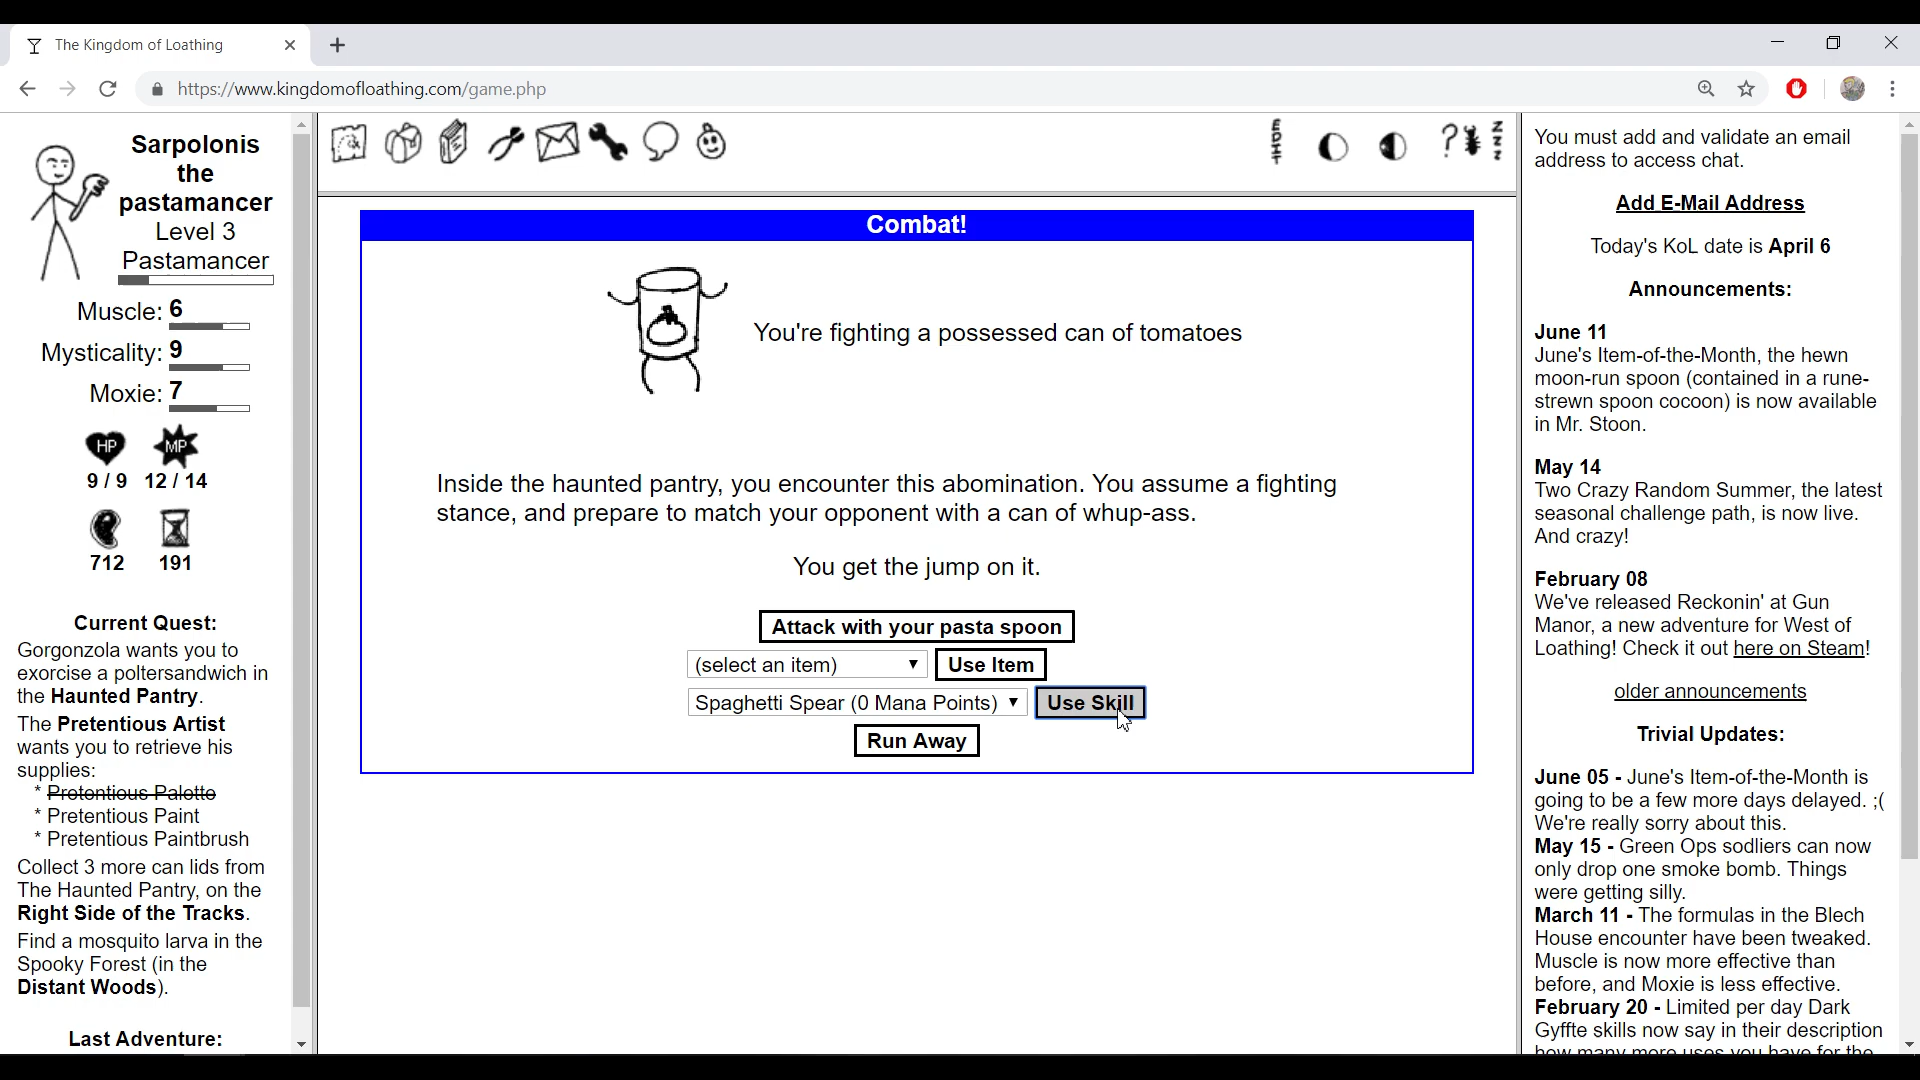 The Kingdom of Loathing
https://www.kingdomofloathing.com/game.php
Sarpolonis
the
pastamancer
Level 3
Pastamancer
Muscle: 6
Mysticality: 9
Moxie: 7
HP MP
9 / 9 12 / 14
712 191
Current Quest:
Gorgonzola wants you to
exorcise a poltersandwich in
the Haunted Pantry.
The Pretentious Artist
wants you to retrieve his
supplies:
* Pretentious Palette
* Pretentious Paint
* Pretentious Paintbrush
Collect 3 more can lids from
The Haunted Pantry, on the
Right Side of the Tracks.
Find a mosquito larva in the
Spooky Forest (in the
Distant Woods).
Last Adventure:
EDIT
?
ZZZ
Combat!
You're fighting a possessed can of tomatoes
Inside the haunted pantry, you encounter this abomination. You assume a fighting
stance, and prepare to match your opponent with a can of whup-ass.
You get the jump on it.
Attack with your pasta spoon
(select an item) Use Item
Spaghetti Spear (0 Mana Points) Use Skill
Run Away
You must add and validate an email
address to access chat.
Add E-Mail Address
Today's KoL date is April 6
Announcements:
June 11
June's Item-of-the-Month, the hewn
moon-run spoon (contained in a rune-
strewn spoon cocoon) is now available
in Mr. Stoon.
May 14
Two Crazy Random Summer, the latest
seasonal challenge path, is now live.
And crazy!
February 08
We've released Reckonin' at Gun
Manor, a new adventure for West of
Loathing! Check it out here on Steam!
older announcements
Trivial Updates:
June 05 - June's Item-of-the-Month is
going to be a few more days delayed. ;(
We're really sorry about this.
May 15 - Green Ops sodliers can now
only drop one smoke bomb. Things
were getting silly.
March 11 - The formulas in the Blech
House encounter have been tweaked.
Muscle is now more effective than
before, and Moxie is less effective.
February 20 - Limited per day Dark
Gyffte skills now say in their description
how many more uses you have for the